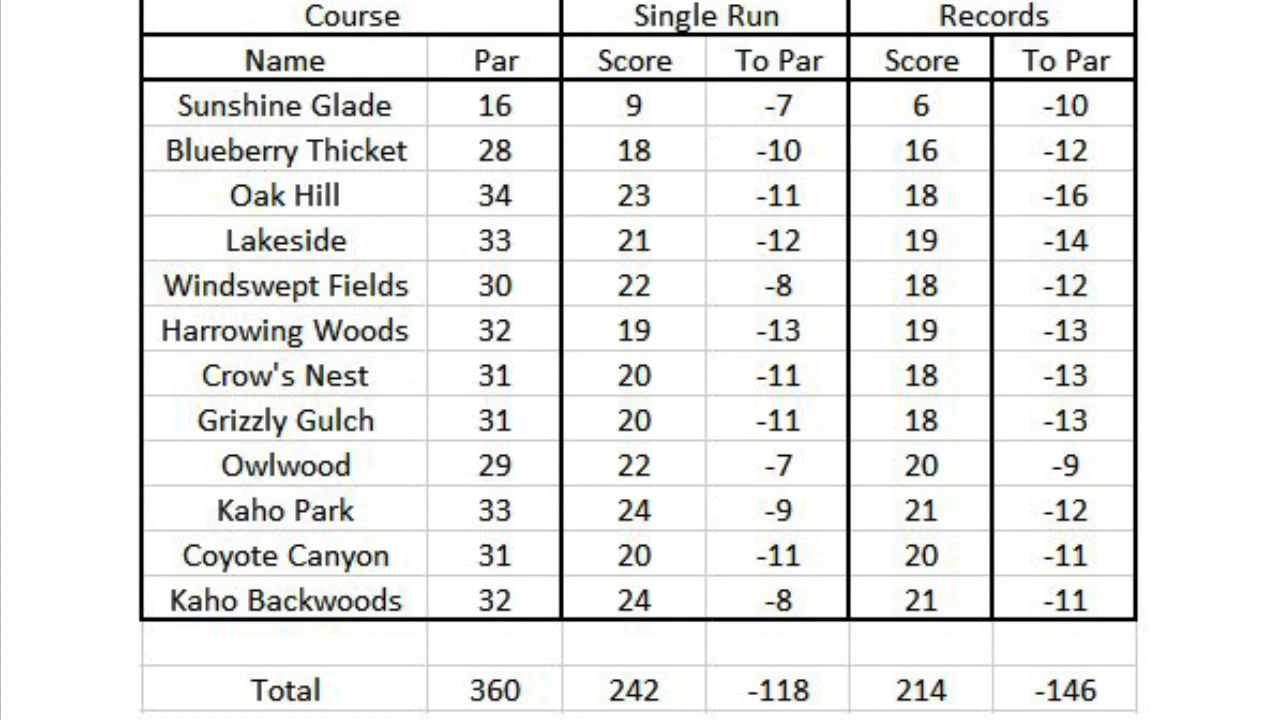 Course Single Run Records
Name Par Score To Par Score To Par
Sunshine Glade 16 9 -7 6 -10
Blueberry Thicket 28 18 -10 16 -12
Oak Hill 34 23 -11 18 -16
Lakeside 33 21 -12 19 -14
Windswept Fields 30 22 -8 18 -12
Harrowing Woods 32 19 -13 19 -13
Crow's Nest 31 20 -11 18 -13
Grizzly Gulch 31 20 -11 18 -13
Owlwood 29 22 -7 20 -9
Kaho Park 33 24 -9 21 -12
Coyote Canyon 31 20 -11 20 -11
Kaho Backwoods 32 24 -8 21 -11
Total 360 242 -118 214 -146